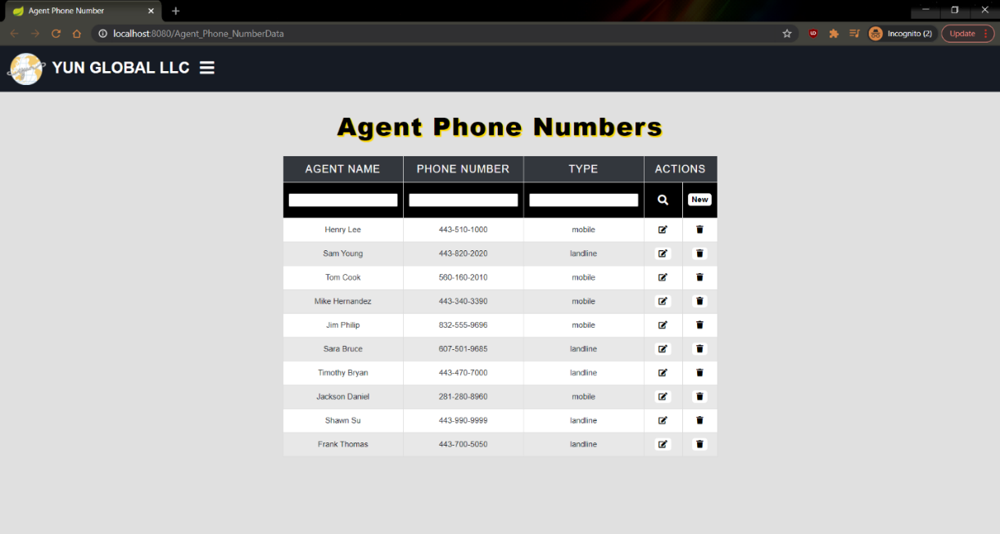 Agent Phone Number
localhost:8080/Agent_Phone_NumberData
Incognito (2)
Update
YUN GLOBAL LLC
Agent Phone Numbers
AGENT NAME PHONE NUMBER TYPE ACTIONS
New
Henry Lee 443-510-1000 mobile
Sam Young 443-820-2020 landline
Tom Cook 560-160-2010 mobile
Mike Hernandez 443-340-3390 mobile
Jim Philip 832-555-9696 mobile
Sara Bruce 607-501-9685 landline
Timothy Bryan 443-470-7000 landline
Jackson Daniel 281-280-8960 mobile
Shawn Su 443-990-9999 landline
Frank Thomas 443-700-5050 landline